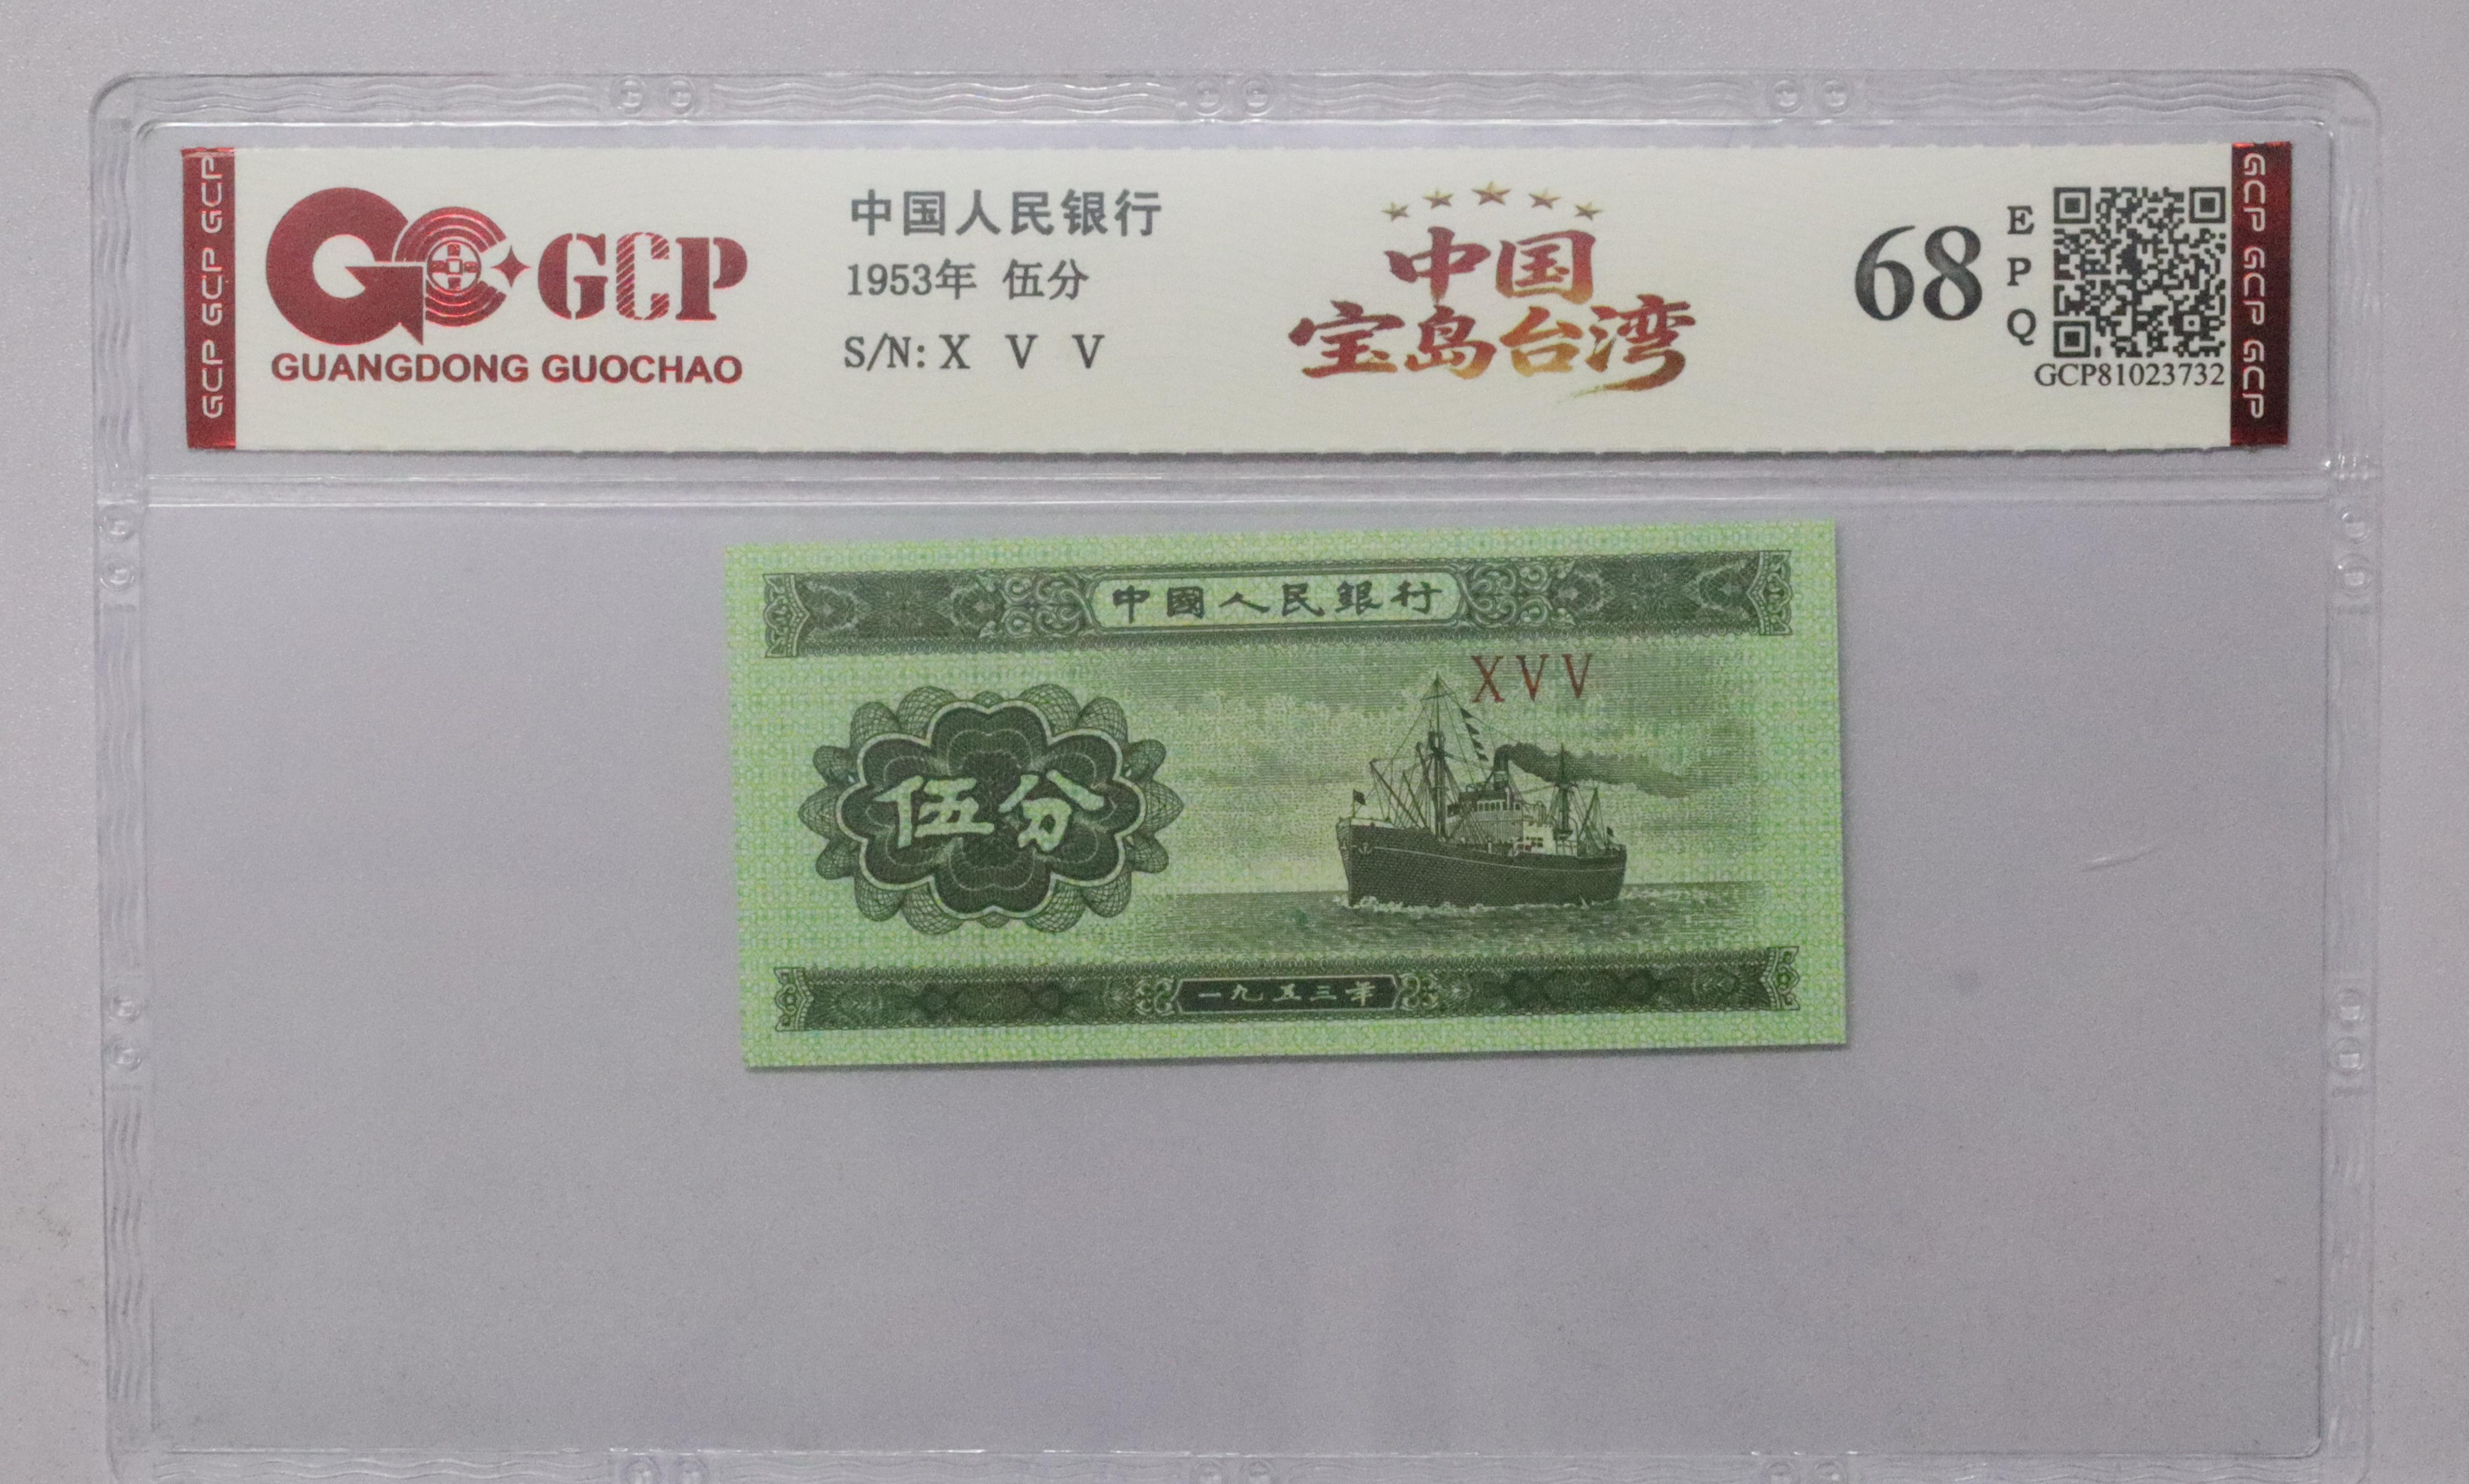 GCP GCP GCP
GCP
GUANGDONG GUOCHAO
中国人民银行
1953年 伍分
S/N: X V V
中国
宝岛台湾
68
E
P
Q
GCP81023732
GCP GCP GCP
中國人民銀行
XVV
伍分
一九五三年